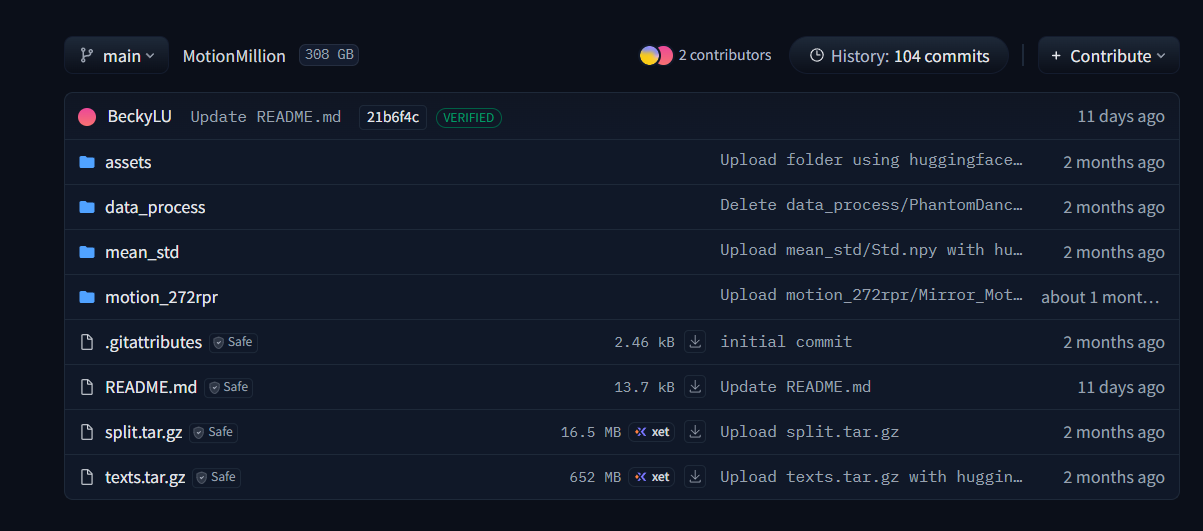 main MotionMillion 308 GB 2 contributors History: 104 commits + Contribute
BeckyLU Update README.md 21b6f4c VERIFIED 11 days ago
assets Upload folder using huggingface… 2 months ago
data_process Delete data_process/PhantomDanc… 2 months ago
mean_std Upload mean_std/Std.npy with hu… 2 months ago
motion_272rpr Upload motion_272rpr/Mirror_Mot… about 1 mont…
.gitattributes Safe 2.46 kB initial commit 2 months ago
README.md Safe 13.7 kB Update README.md 11 days ago
split.tar.gz Safe 16.5 MB xet Upload split.tar.gz 2 months ago
texts.tar.gz Safe 652 MB xet Upload texts.tar.gz with huggin… 2 months ago